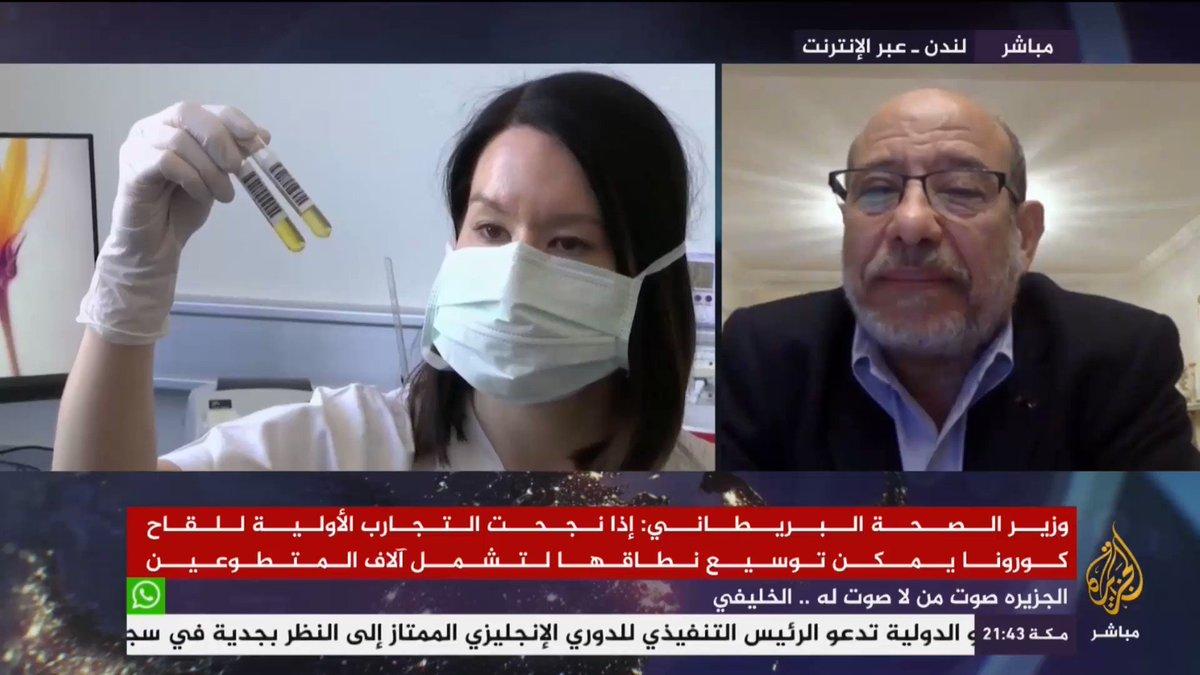 مباشر لندن - عبر الإنترنت
وزير الصحة البريطاني: إذا نجحت التجارب الأولية للقاح
كورونا يمكن توسيع نطاقها لتشمل آلاف المتطوعين
الجزيره صوت من لا صوت له .. الخليفي
مكة 21:43 و الدولية تدعو الرئيس التنفيذي للدوري الإنجليزي الممتاز إلى النظر بجدية في سج
الجزيرة
مباشر